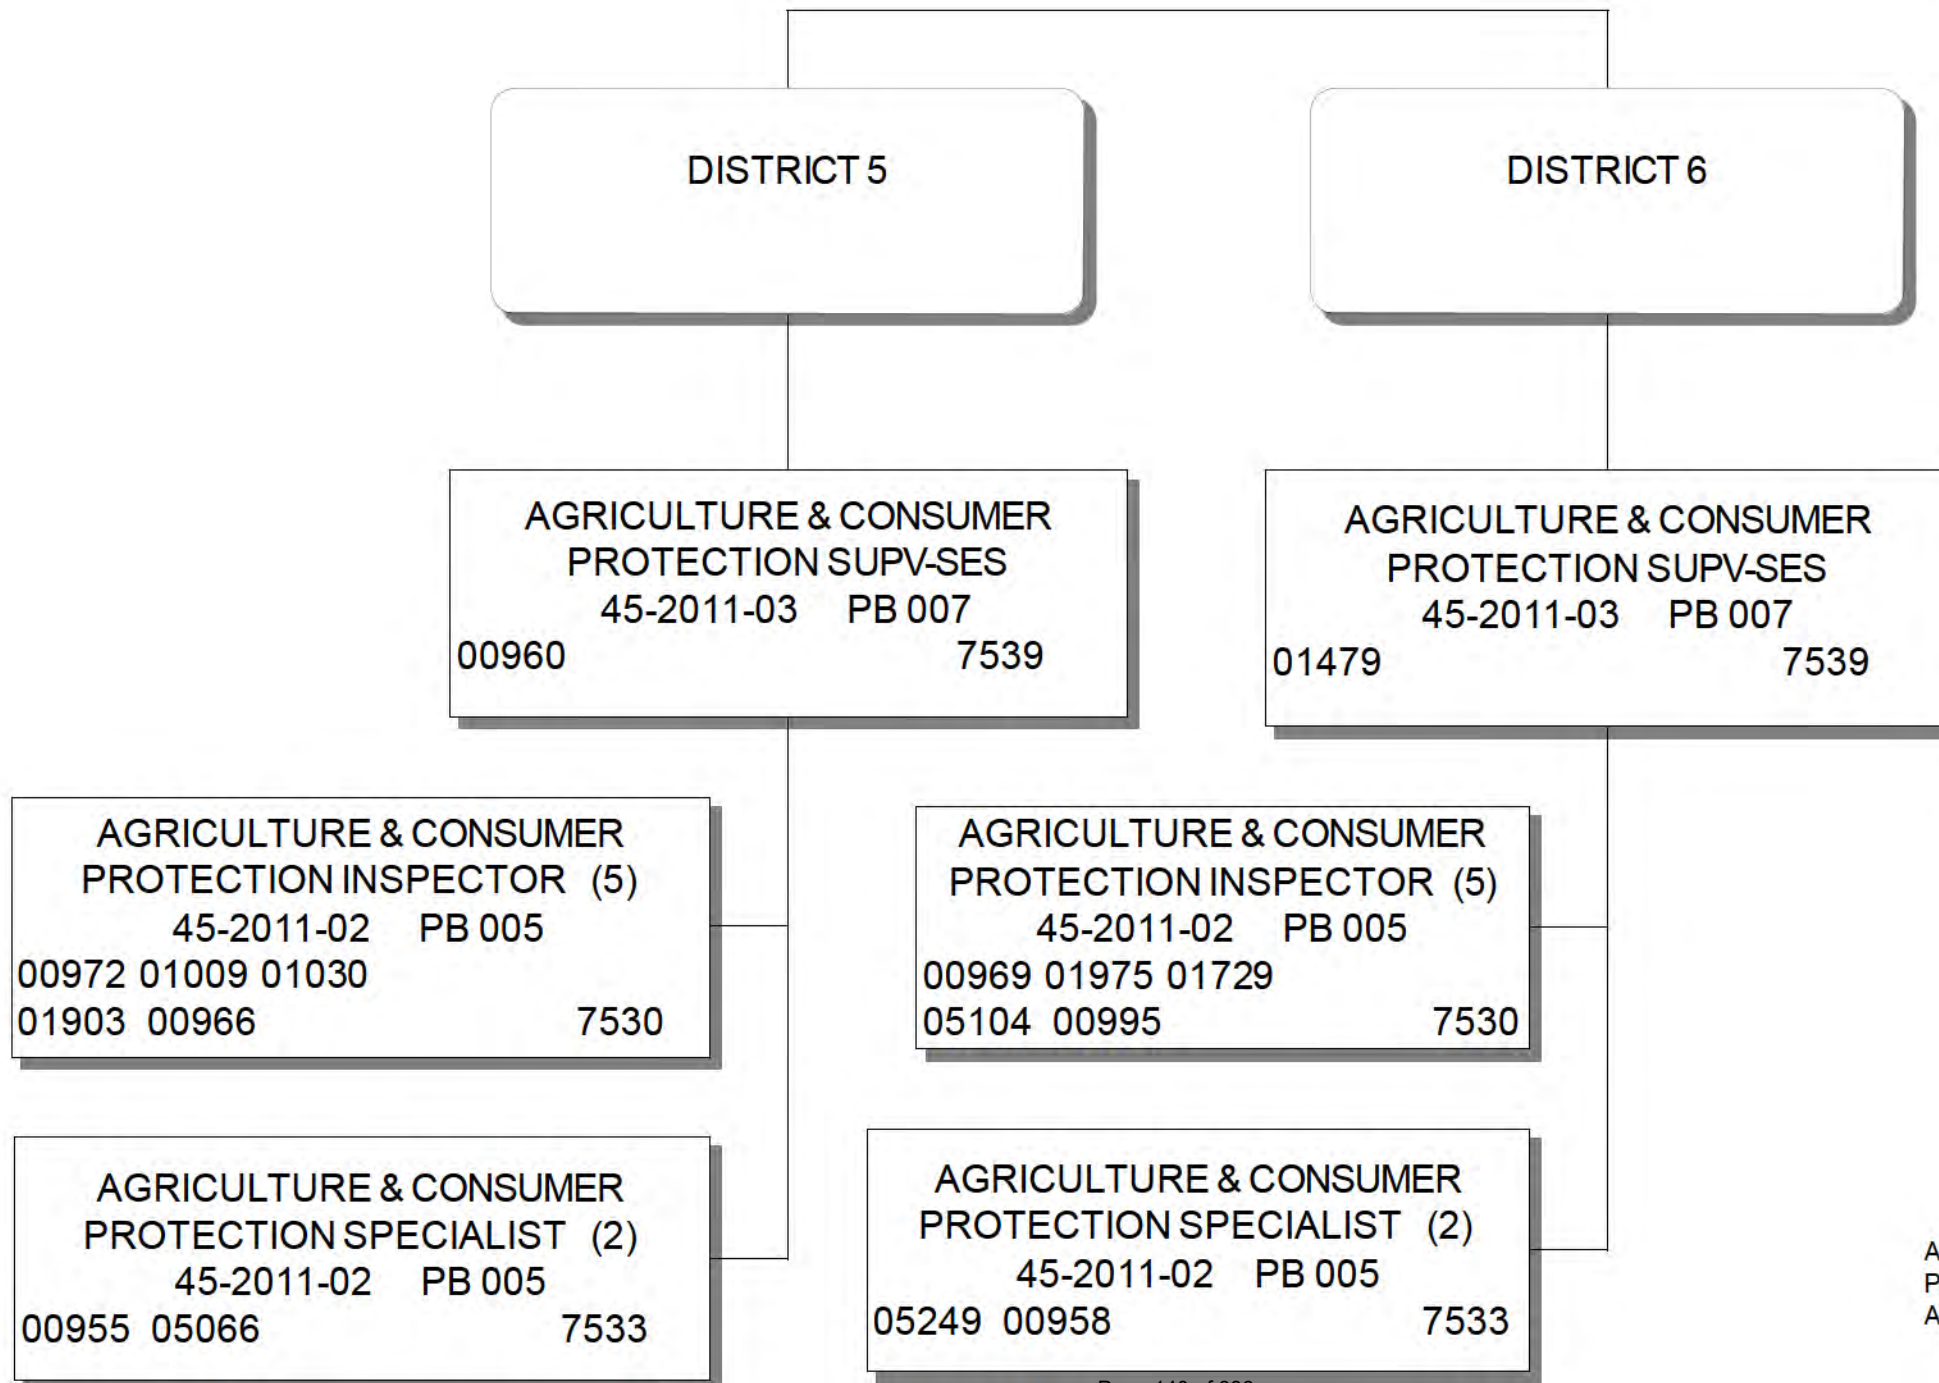 DISTRICT 5
DISTRICT 6
AGRICULTURE & CONSUMER
PROTECTION SUPV-SES
45-2011-03 PB 007
00960 7539
AGRICULTURE & CONSUMER
PROTECTION SUPV-SES
45-2011-03 PB 007
01479 7539
AGRICULTURE & CONSUMER
PROTECTION INSPECTOR (5)
45-2011-02 PB 005
00972 01009 01030
01903 00966 7530
AGRICULTURE & CONSUMER
PROTECTION INSPECTOR (5)
45-2011-02 PB 005
00969 01975 01729
05104 00995 7530
AGRICULTURE & CONSUMER
PROTECTION SPECIALIST (2)
45-2011-02 PB 005
00955 05066 7533
AGRICULTURE & CONSUMER
PROTECTION SPECIALIST (2)
45-2011-02 PB 005
05249 00958 7533
A
P
A